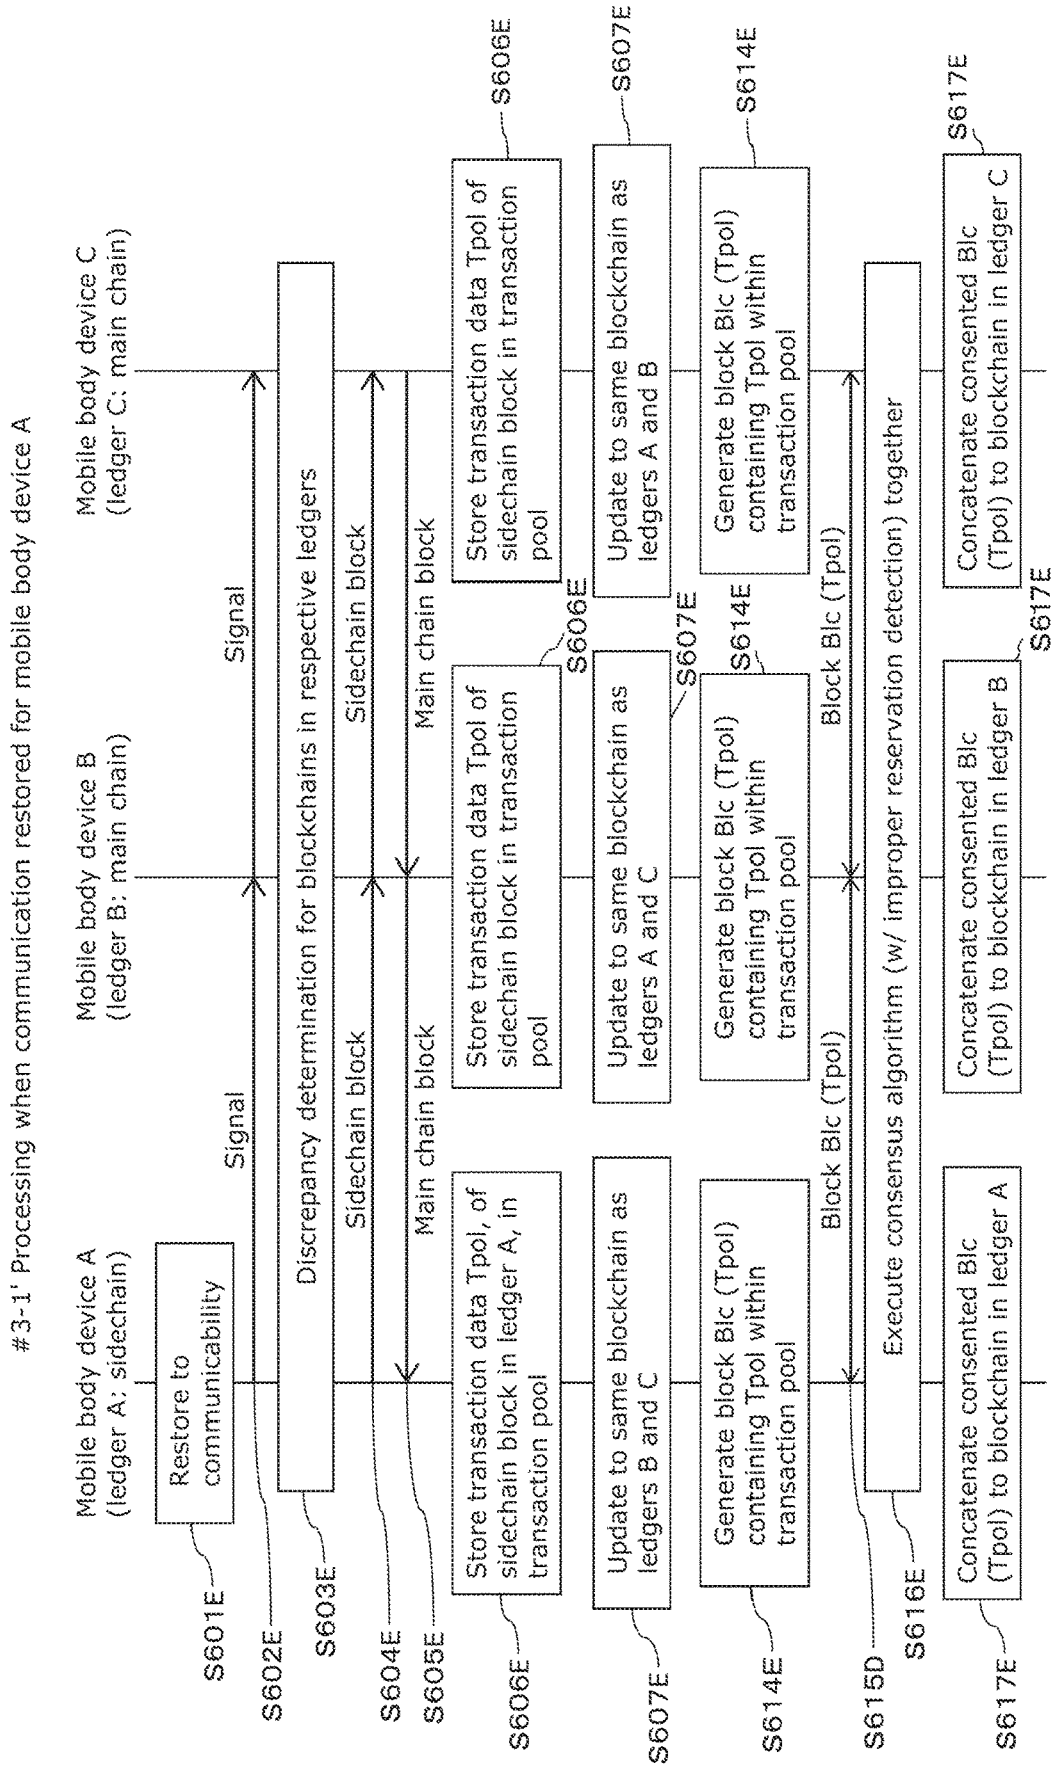 #3-1' Processing when communication restored for mobile body device A
Mobile body device A
(ledger A: sidechain)
Mobile body device B
(ledger B: main chain)
Mobile body device C
(ledger C: main chain)
Restore to
communicability
S601E
Signal
Signal
S602E
Discrepancy determination for blockchains in respective ledgers
S603E
Sidechain block
Sidechain block
S604E
Main chain block
Main chain block
S605E
Store transaction data Tpol, of
sidechain block in ledger A, in
transaction pool
S606E
Store transaction data Tpol of
sidechain block in transaction
pool
S606E
Store transaction data Tpol of
sidechain block in transaction
pool
S606E
Update to same blockchain as
ledgers B and C
S607E
Update to same blockchain as
ledgers A and C
S607E
Update to same blockchain as
ledgers A and B
S607E
Generate block Blc (Tpol)
containing Tpol within
transaction pool
S614E
Generate block Blc (Tpol)
containing Tpol within
transaction pool
S614E
Generate block Blc (Tpol)
containing Tpol within
transaction pool
S614E
Block Blc (Tpol)
Block Blc (Tpol)
S615D
Execute consensus algorithm (w/ improper reservation detection) together
S616E
Concatenate consented Blc
(Tpol) to blockchain in ledger A
S617E
Concatenate consented Blc
(Tpol) to blockchain in ledger B
S617E
Concatenate consented Blc
(Tpol) to blockchain in ledger C
S617E